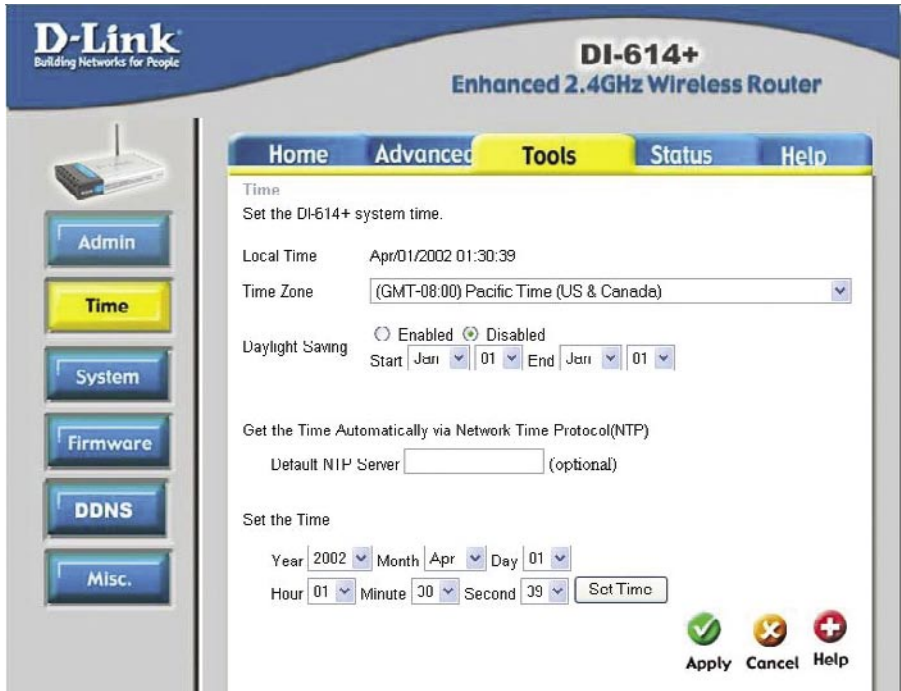 D-Link
Building Networks for People
DI-614+
Enhanced 2.4GHz Wireless Router
Home Advanced Tools Status Help
Admin
Time
System
Firmware
DDNS
Misc.
Time
Set the DI-614+ system time.
Local Time Apr/01/2002 01:30:39
Time Zone (GMT-08:00) Pacific Time (US & Canada)
Daylight Saving Enabled Disabled
Start Jan 01 End Jan 01
Get the Time Automatically via Network Time Protocol(NTP)
Default NTP Server (optional)
Set the Time
Year 2002 Month Apr Day 01
Hour 01 Minute 30 Second 39 Set Time
Apply Cancel Help